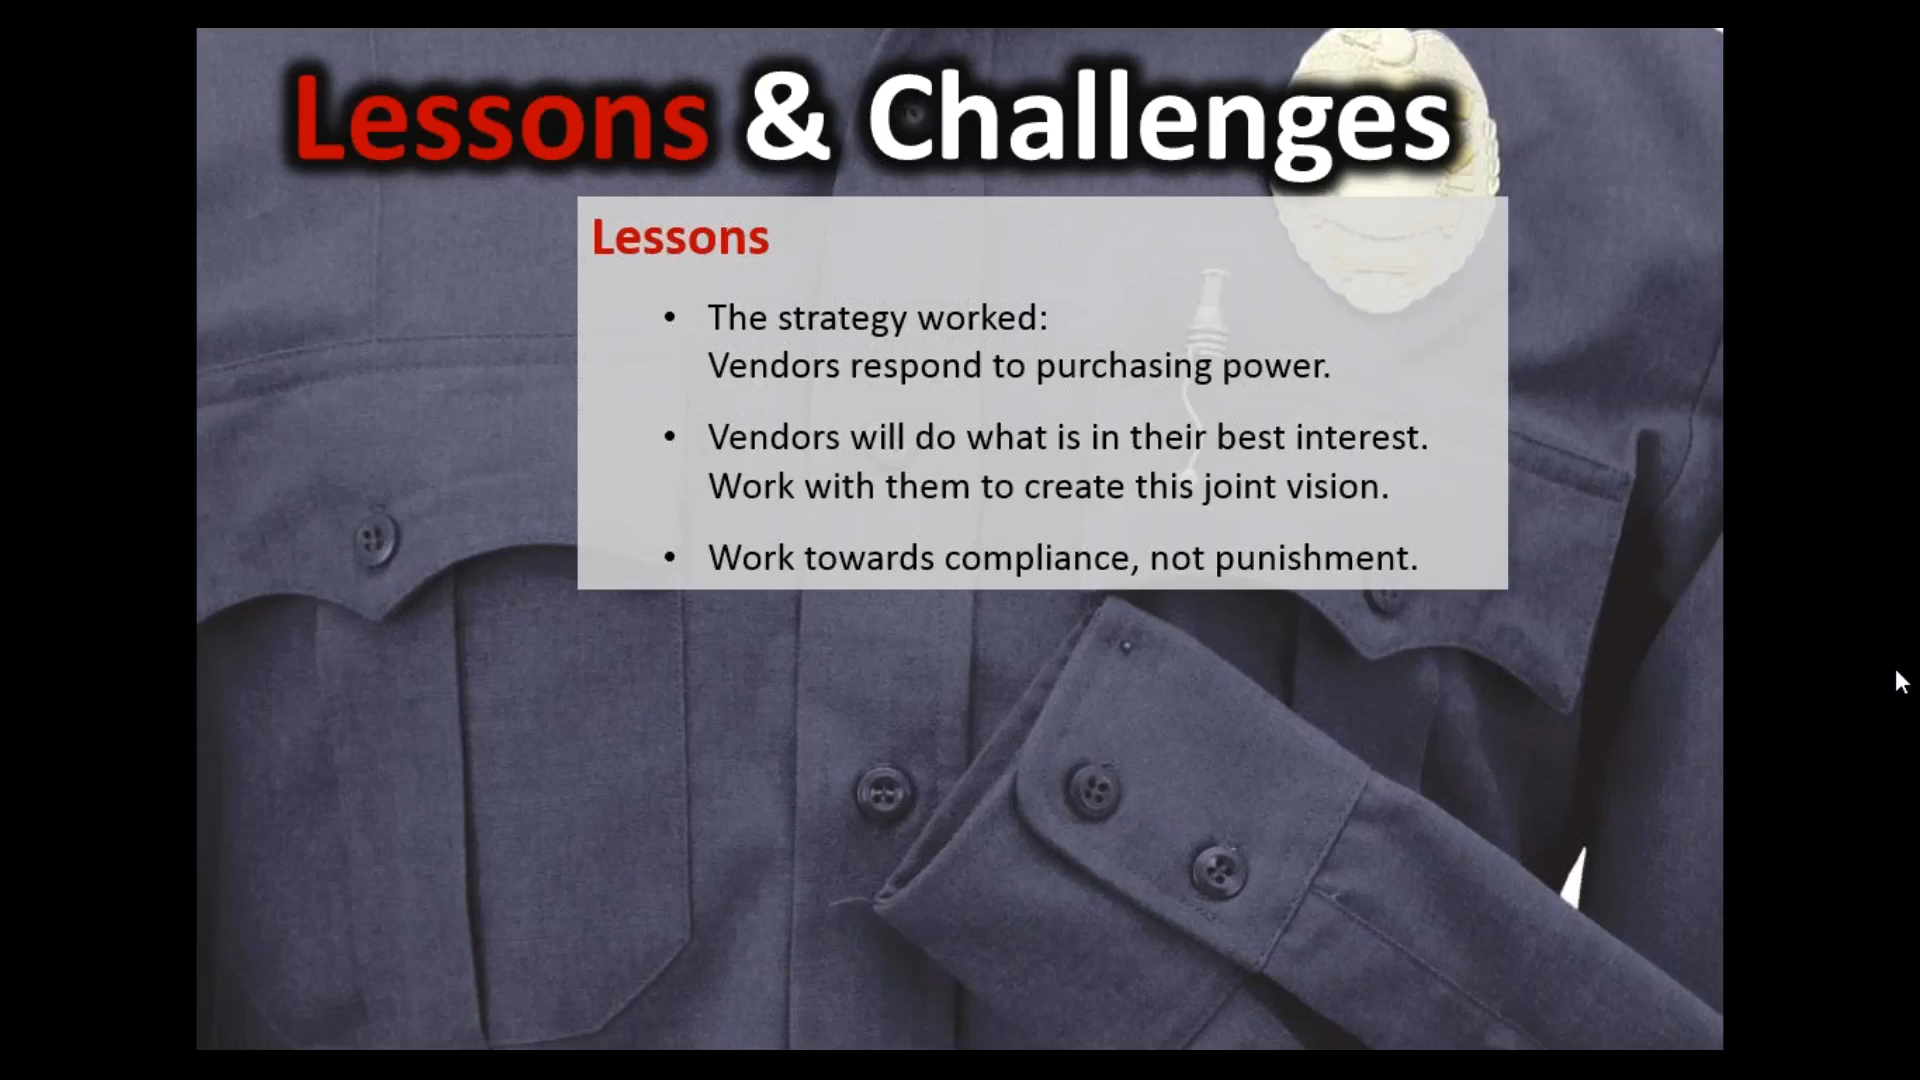 Lessons & Challenges
Lessons
• The strategy worked:
Vendors respond to purchasing power.
• Vendors will do what is in their best interest.
Work with them to create this joint vision.
• Work towards compliance, not punishment.